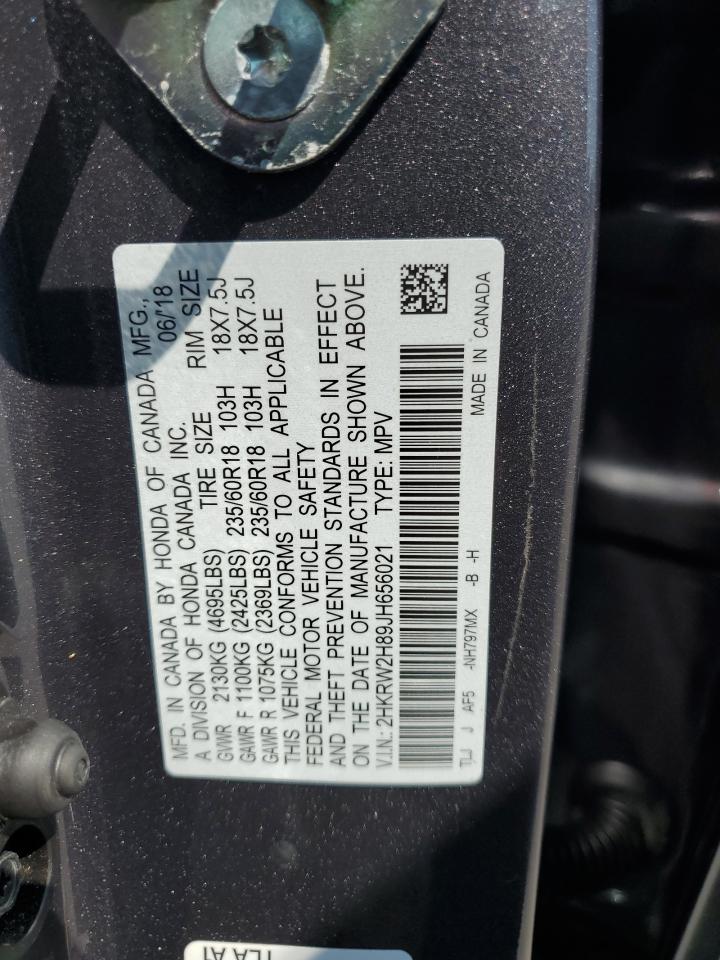 MFD. IN CANADA BY HONDA OF CANADA MFG.,
A DIVISION OF HONDA CANADA INC. 06/'18
GVWR 2130KG (4695LBS) TIRE SIZE RIM SIZE
GAWR F 1100KG (2425LBS) 235/60R18 103H 18X7.5J
GAWR R 1075KG (2369LBS) 235/60R18 103H 18X7.5J
THIS VEHICLE CONFORMS TO ALL APPLICABLE
FEDERAL MOTOR VEHICLE SAFETY
AND THEFT PREVENTION STANDARDS IN EFFECT
ON THE DATE OF MANUFACTURE SHOWN ABOVE.
V.I.N.: 2HKRW2H89JH656021 TYPE: MPV
J AF5 -NH797MX -B -H MADE IN CANADA